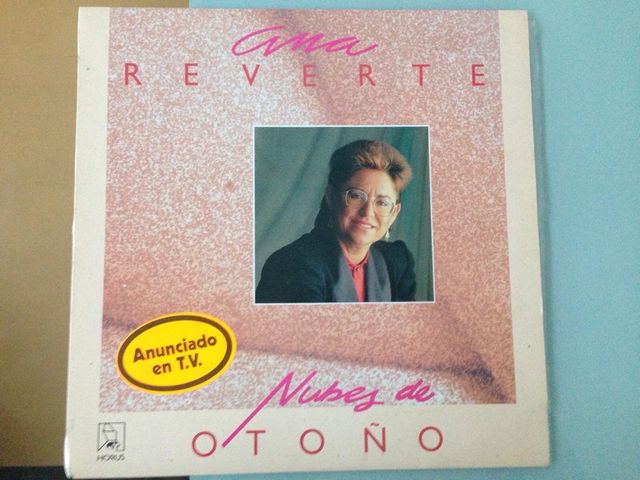 ana
REVERTE
Anunciado
en T.V.
Nubes de
OTOÑO
HORUS